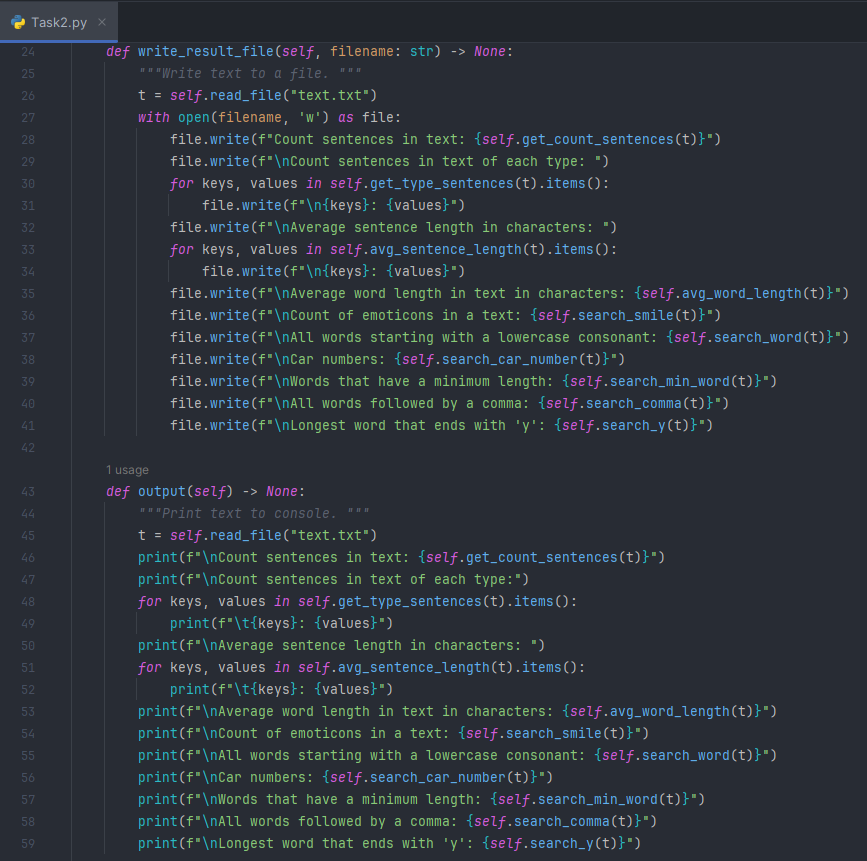 Task2.py ×
24 def write_result_file(self, filename: str) -> None:
25 """Write text to a file. """
26 t = self.read_file("text.txt")
27 with open(filename, 'w') as file:
28 file.write(f"Count sentences in text: {self.get_count_sentences(t)}")
29 file.write(f"\nCount sentences in text of each type: ")
30 for keys, values in self.get_type_sentences(t).items():
31 file.write(f"\n{keys}: {values}")
32 file.write(f"\nAverage sentence length in characters: ")
33 for keys, values in self.avg_sentence_length(t).items():
34 file.write(f"\n{keys}: {values}")
35 file.write(f"\nAverage word length in text in characters: {self.avg_word_length(t)}")
36 file.write(f"\nCount of emoticons in a text: {self.search_smile(t)}")
37 file.write(f"\nAll words starting with a lowercase consonant: {self.search_word(t)}")
38 file.write(f"\nCar numbers: {self.search_car_number(t)}")
39 file.write(f"\nWords that have a minimum length: {self.search_min_word(t)}")
40 file.write(f"\nAll words followed by a comma: {self.search_comma(t)}")
41 file.write(f"\nLongest word that ends with 'y': {self.search_y(t)}")
42
1 usage
43 def output(self) -> None:
44 """Print text to console. """
45 t = self.read_file("text.txt")
46 print(f"\nCount sentences in text: {self.get_count_sentences(t)}")
47 print(f"\nCount sentences in text of each type:")
48 for keys, values in self.get_type_sentences(t).items():
49 print(f"\t{keys}: {values}")
50 print(f"\nAverage sentence length in characters: ")
51 for keys, values in self.avg_sentence_length(t).items():
52 print(f"\t{keys}: {values}")
53 print(f"\nAverage word length in text in characters: {self.avg_word_length(t)}")
54 print(f"\nCount of emoticons in a text: {self.search_smile(t)}")
55 print(f"\nAll words starting with a lowercase consonant: {self.search_word(t)}")
56 print(f"\nCar numbers: {self.search_car_number(t)}")
57 print(f"\nWords that have a minimum length: {self.search_min_word(t)}")
58 print(f"\nAll words followed by a comma: {self.search_comma(t)}")
59 print(f"\nLongest word that ends with 'y': {self.search_y(t)}")